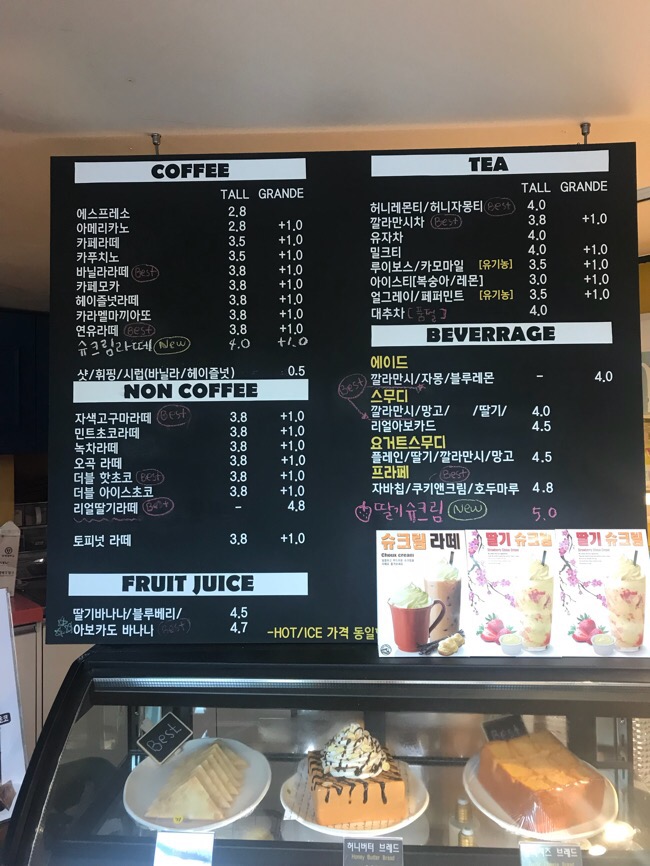 COFFEE
TALL GRANDE
에스프레소 2.8
아메리카노 2.8 +1.0
카페라떼 3.5 +1.0
카푸치노 3.5 +1.0
바닐라라떼 Best 3.8 +1.0
카페모카 3.8 +1.0
헤이즐넛라떼 3.8 +1.0
카라멜마끼아또 3.8 +1.0
연유라떼 Best 3.8 +1.0
슈크림라떼 New 4.0 +1.0
샷/휘핑/시럽(바닐라/헤이즐넛) 0.5
NON COFFEE
자색고구마라떼 Best 3.8 +1.0
민트초코라떼 3.8 +1.0
녹차라떼 3.8 +1.0
오곡 라떼 3.8 +1.0
더블 핫초코 Best 3.8 +1.0
더블 아이스초코 3.8 +1.0
리얼딸기라떼 Best - 4.8
토피넛 라떼 3.8 +1.0
FRUIT JUICE
딸기바나나/블루베리/ 4.5
아보카도 바나나 Best 4.7
-HOT/ICE 가격 동일
TEA
TALL GRANDE
허니레몬티/허니자몽티 Best 4.0
깔라만시차 Best 3.8 +1.0
유자차 4.0
밀크티 4.0 +1.0
루이보스/카모마일 [유기농] 3.5 +1.0
아이스티[복숭아/레몬] 3.0 +1.0
얼그레이/페퍼민트 [유기농] 3.5 +1.0
대추차 [품절] 4.0
BEVERRAGE
에이드
Best 깔라만시/자몽/블루레몬 - 4.0
스무디
깔라만시/망고/ /딸기/ 4.0
리얼아보카드 4.5
요거트스무디
플레인/딸기/깔라만시/망고 4.5
프라페 Best
자바칩/쿠키앤크림/호두마루 4.8
딸기슈크림 New 5.0
슈크림 라떼
Choux cream
딸기 슈크림
딸기 슈크림
Best
Best
허니버터 브레드
Honey Butter Bread
브레드